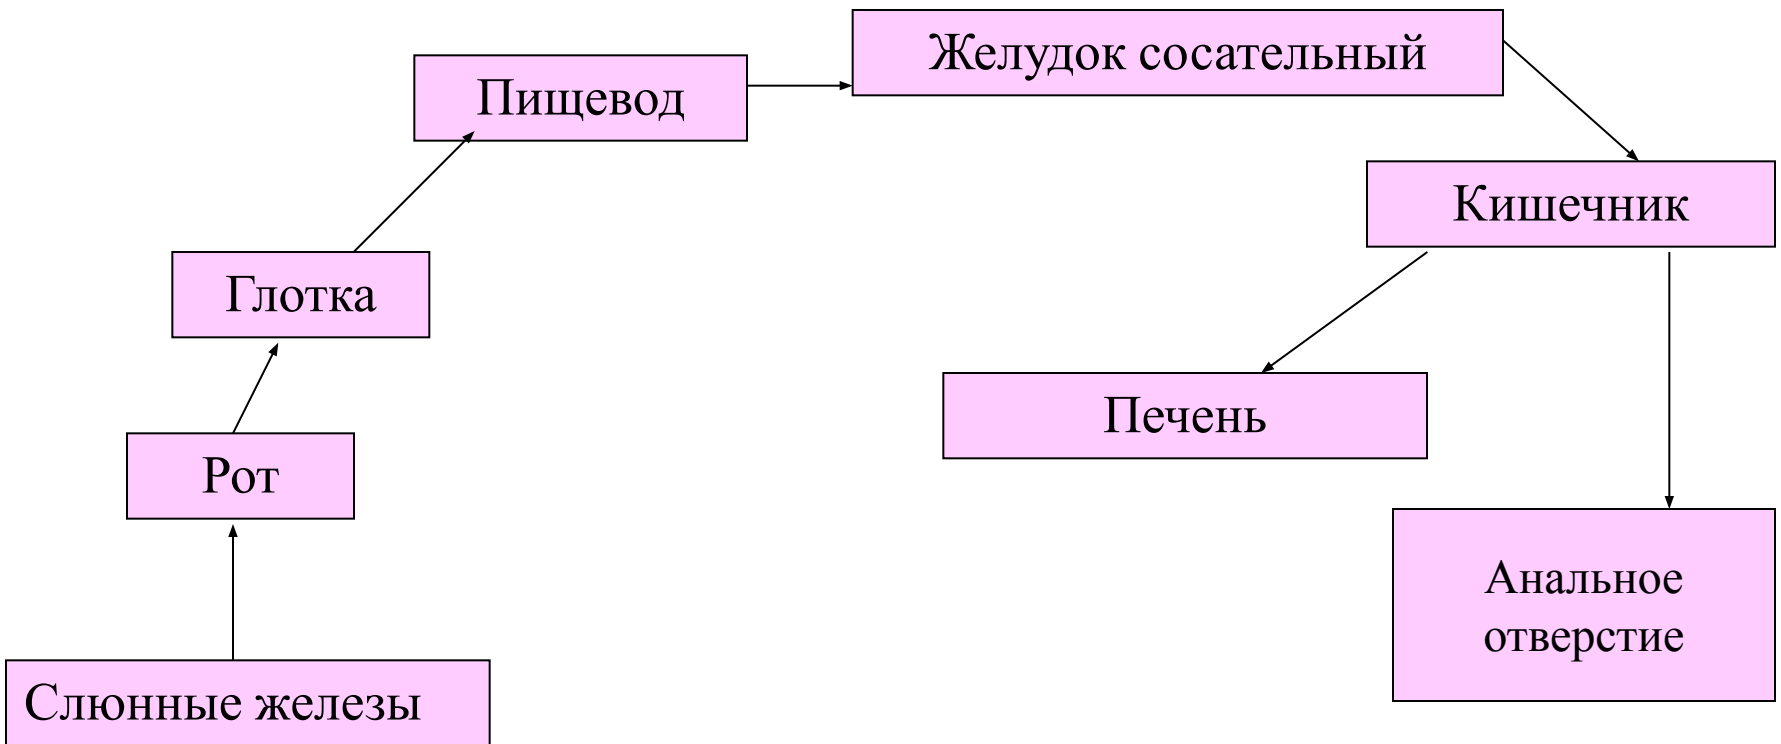 Желудок сосательный
Пищевод
Кишечник
Глотка
Печень
Рот
Анальное
отверстие
Слюнные железы